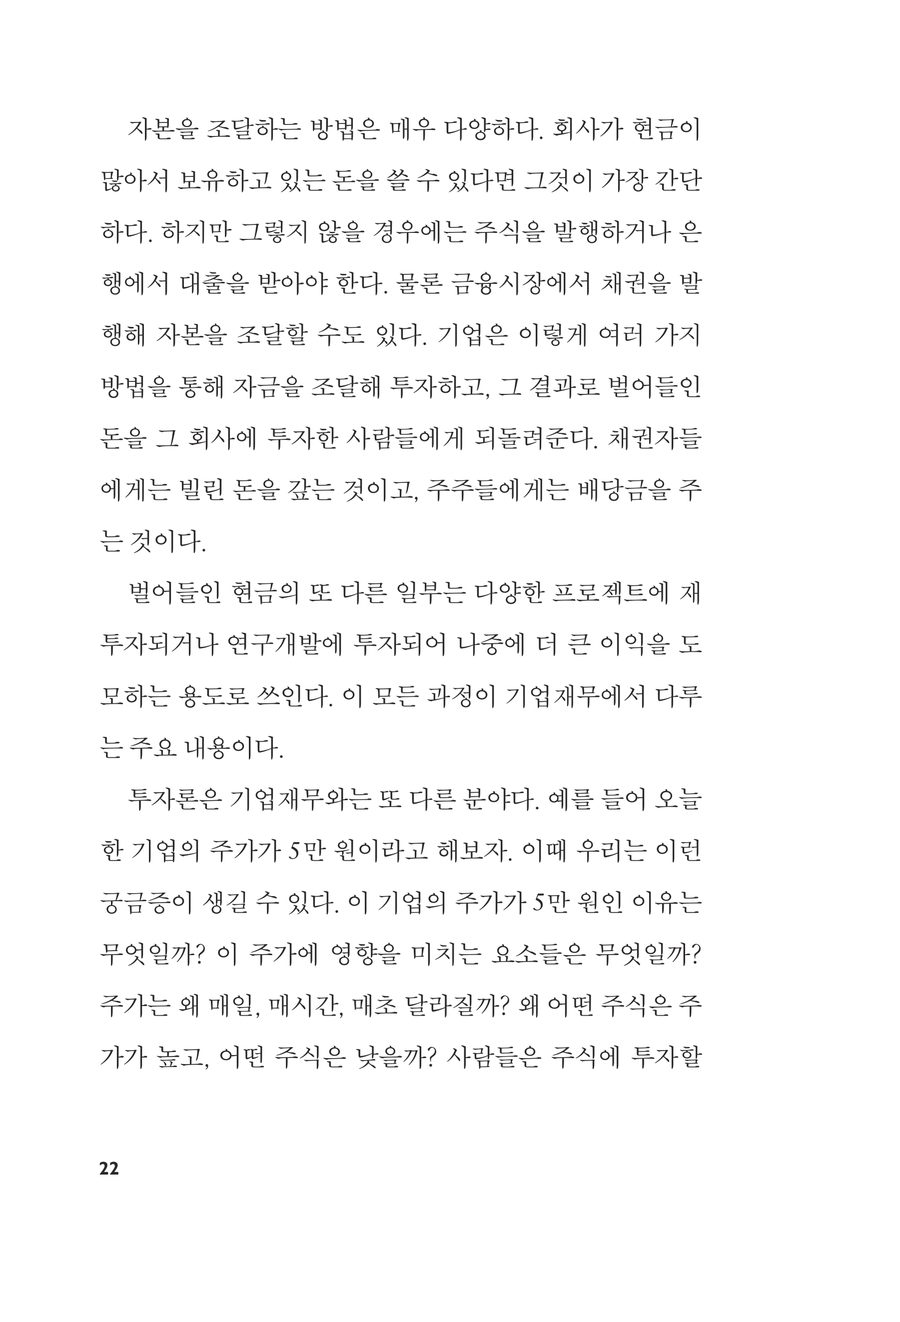 자본을 조달하는 방법은 매우 다양하다. 회사가 현금이
많아서 보유하고 있는 돈을 쓸 수 있다면 그것이 가장 간단
하다. 하지만 그렇지 않을 경우에는 주식을 발행하거나 은
행에서 대출을 받아야 한다. 물론 금융시장에서 채권을 발
행해 자본을 조달할 수도 있다. 기업은 이렇게 여러 가지
방법을 통해 자금을 조달해 투자하고, 그 결과로 벌어들인
돈을 그 회사에 투자한 사람들에게 되돌려준다. 채권자들
에게는 빌린 돈을 갚는 것이고, 주주들에게는 배당금을 주
는 것이다.
벌어들인 현금의 또 다른 일부는 다양한 프로젝트에 재
투자되거나 연구개발에 투자되어 나중에 더 큰 이익을 도
모하는 용도로 쓰인다. 이 모든 과정이 기업재무에서 다루
는 주요 내용이다.
투자론은 기업재무와는 또 다른 분야다. 예를 들어 오늘
한 기업의 주가가 5만 원이라고 해보자. 이때 우리는 이런
궁금증이 생길 수 있다. 이 기업의 주가가 5만 원인 이유는
무엇일까? 이 주가에 영향을 미치는 요소들은 무엇일까?
주가는 왜 매일, 매시간, 매초 달라질까? 왜 어떤 주식은 주
가가 높고, 어떤 주식은 낮을까? 사람들은 주식에 투자할
22